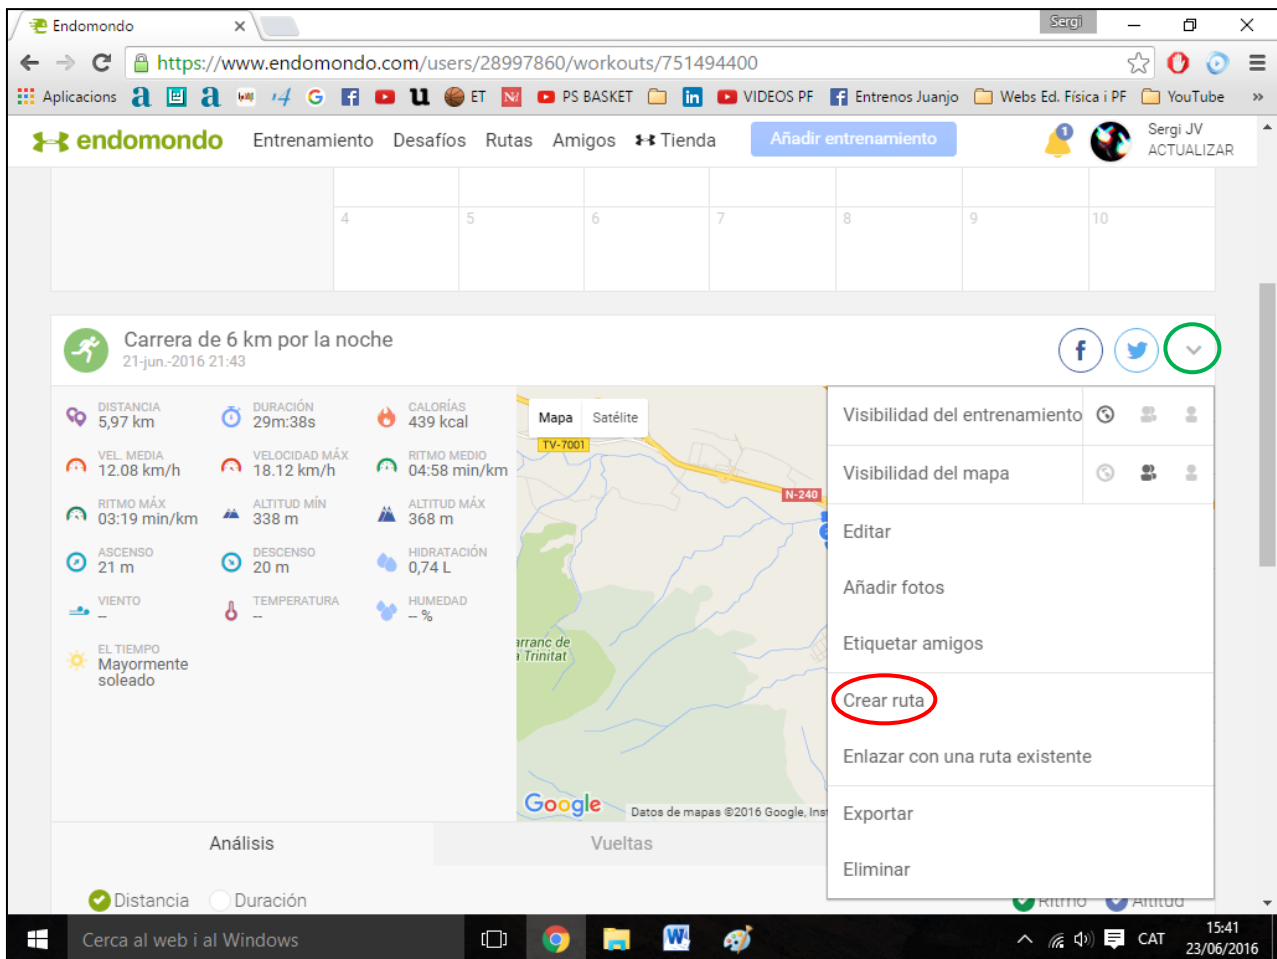 Endomondo
Sergi
https://www.endomondo.com/users/28997860/workouts/751494400
Aplicacions
ET
PS BASKET
VIDEOS PF
Entrenos Juanjo
Webs Ed. Física i PF
YouTube
»
endomondo
Entrenamiento
Desafíos
Rutas
Amigos
Tienda
Añadir entrenamiento
1
Sergi JV
ACTUALIZAR
4
5
6
7
8
9
10
Carrera de 6 km por la noche
21-jun.-2016 21:43
DISTANCIA
5,97 km
DURACIÓN
29m:38s
CALORÍAS
439 kcal
VEL. MEDIA
12.08 km/h
VELOCIDAD MÁX
18.12 km/h
RITMO MEDIO
04:58 min/km
RITMO MÁX
03:19 min/km
ALTITUD MÍN
338 m
ALTITUD MÁX
368 m
ASCENSO
21 m
DESCENSO
20 m
HIDRATACIÓN
0,74 L
VIENTO
--
TEMPERATURA
--
HUMEDAD
-- %
EL TIEMPO
Mayormente
soleado
Mapa
Satélite
TV-7001
N-240
arranc de
Trinitat
Google
Datos de mapas ©2016 Google, Inst
Visibilidad del entrenamiento
Visibilidad del mapa
Editar
Añadir fotos
Etiquetar amigos
Crear ruta
Enlazar con una ruta existente
Exportar
Eliminar
Análisis
Vueltas
Distancia
Duración
Ritmo
Altitud
Cerca al web i al Windows
CAT
15:41
23/06/2016